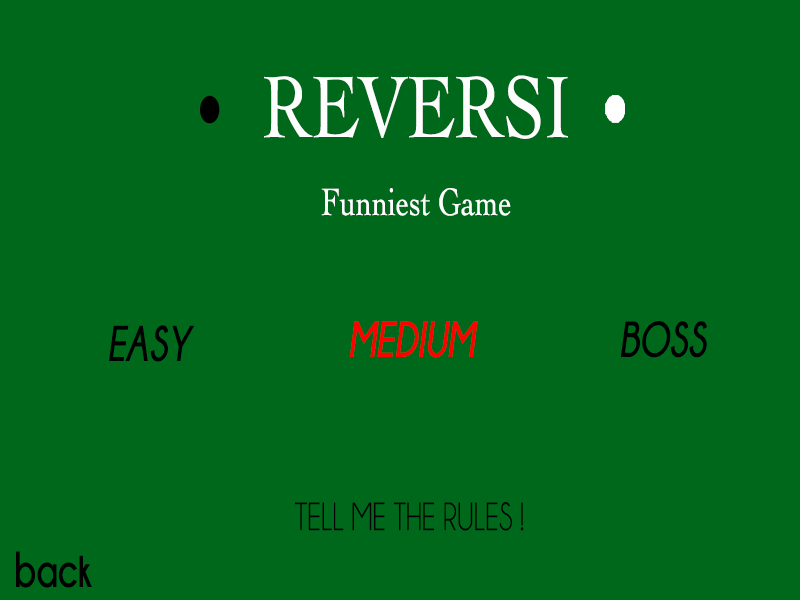 REVERSI
Funniest Game
EASY MEDIUM BOSS
TELL ME THE RULES !
back